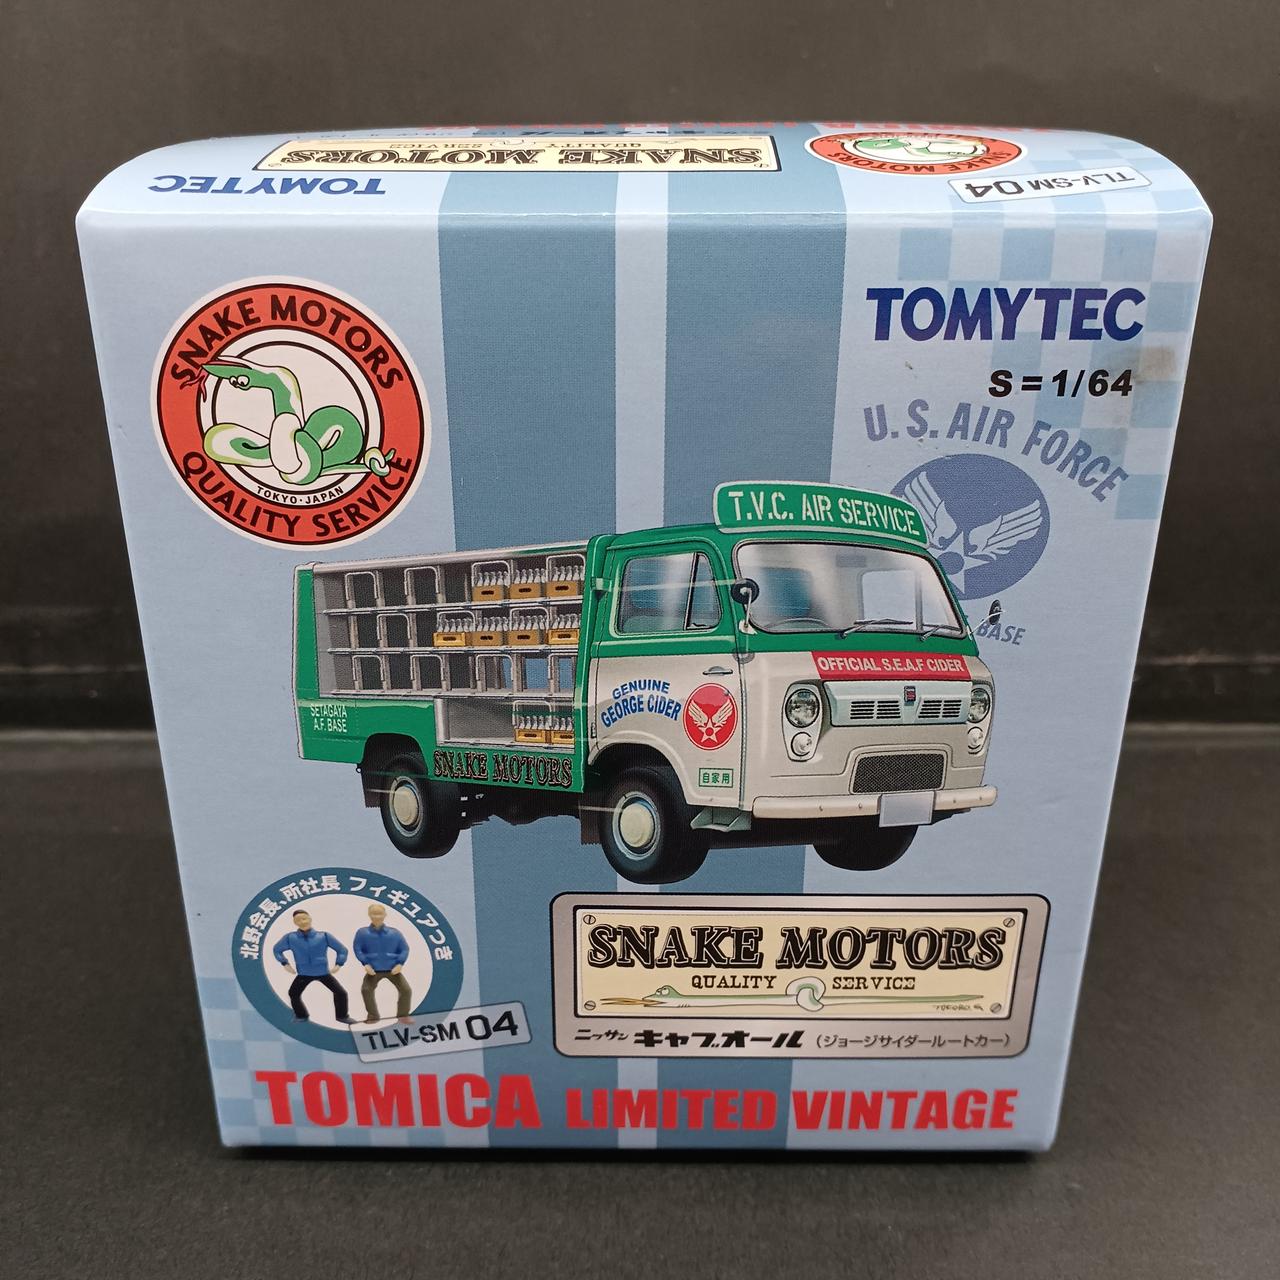 TOMYTEC
SNAKE MOTORS
QUALITY SERVICE
SNAKE MOTORS
TLV-SM 04
SNAKE MOTORS
TOKYO・JAPAN
QUALITY SERVICE
TOMYTEC
S=1/64
U.S. AIR FORCE
BASE
T.V.C. AIR SERVICE
OFFICIAL S.E.A.F CIDER
GENUINE
GEORGE CIDER
SETAGAYA
A.F. BASE
SNAKE MOTORS
自家用
北野会長、所社長 フィギュアつき
TLV-SM 04
SNAKE MOTORS
QUALITY SERVICE
ニッサン キャブオール (ジョージサイダールートカー)
TOMICA LIMITED VINTAGE